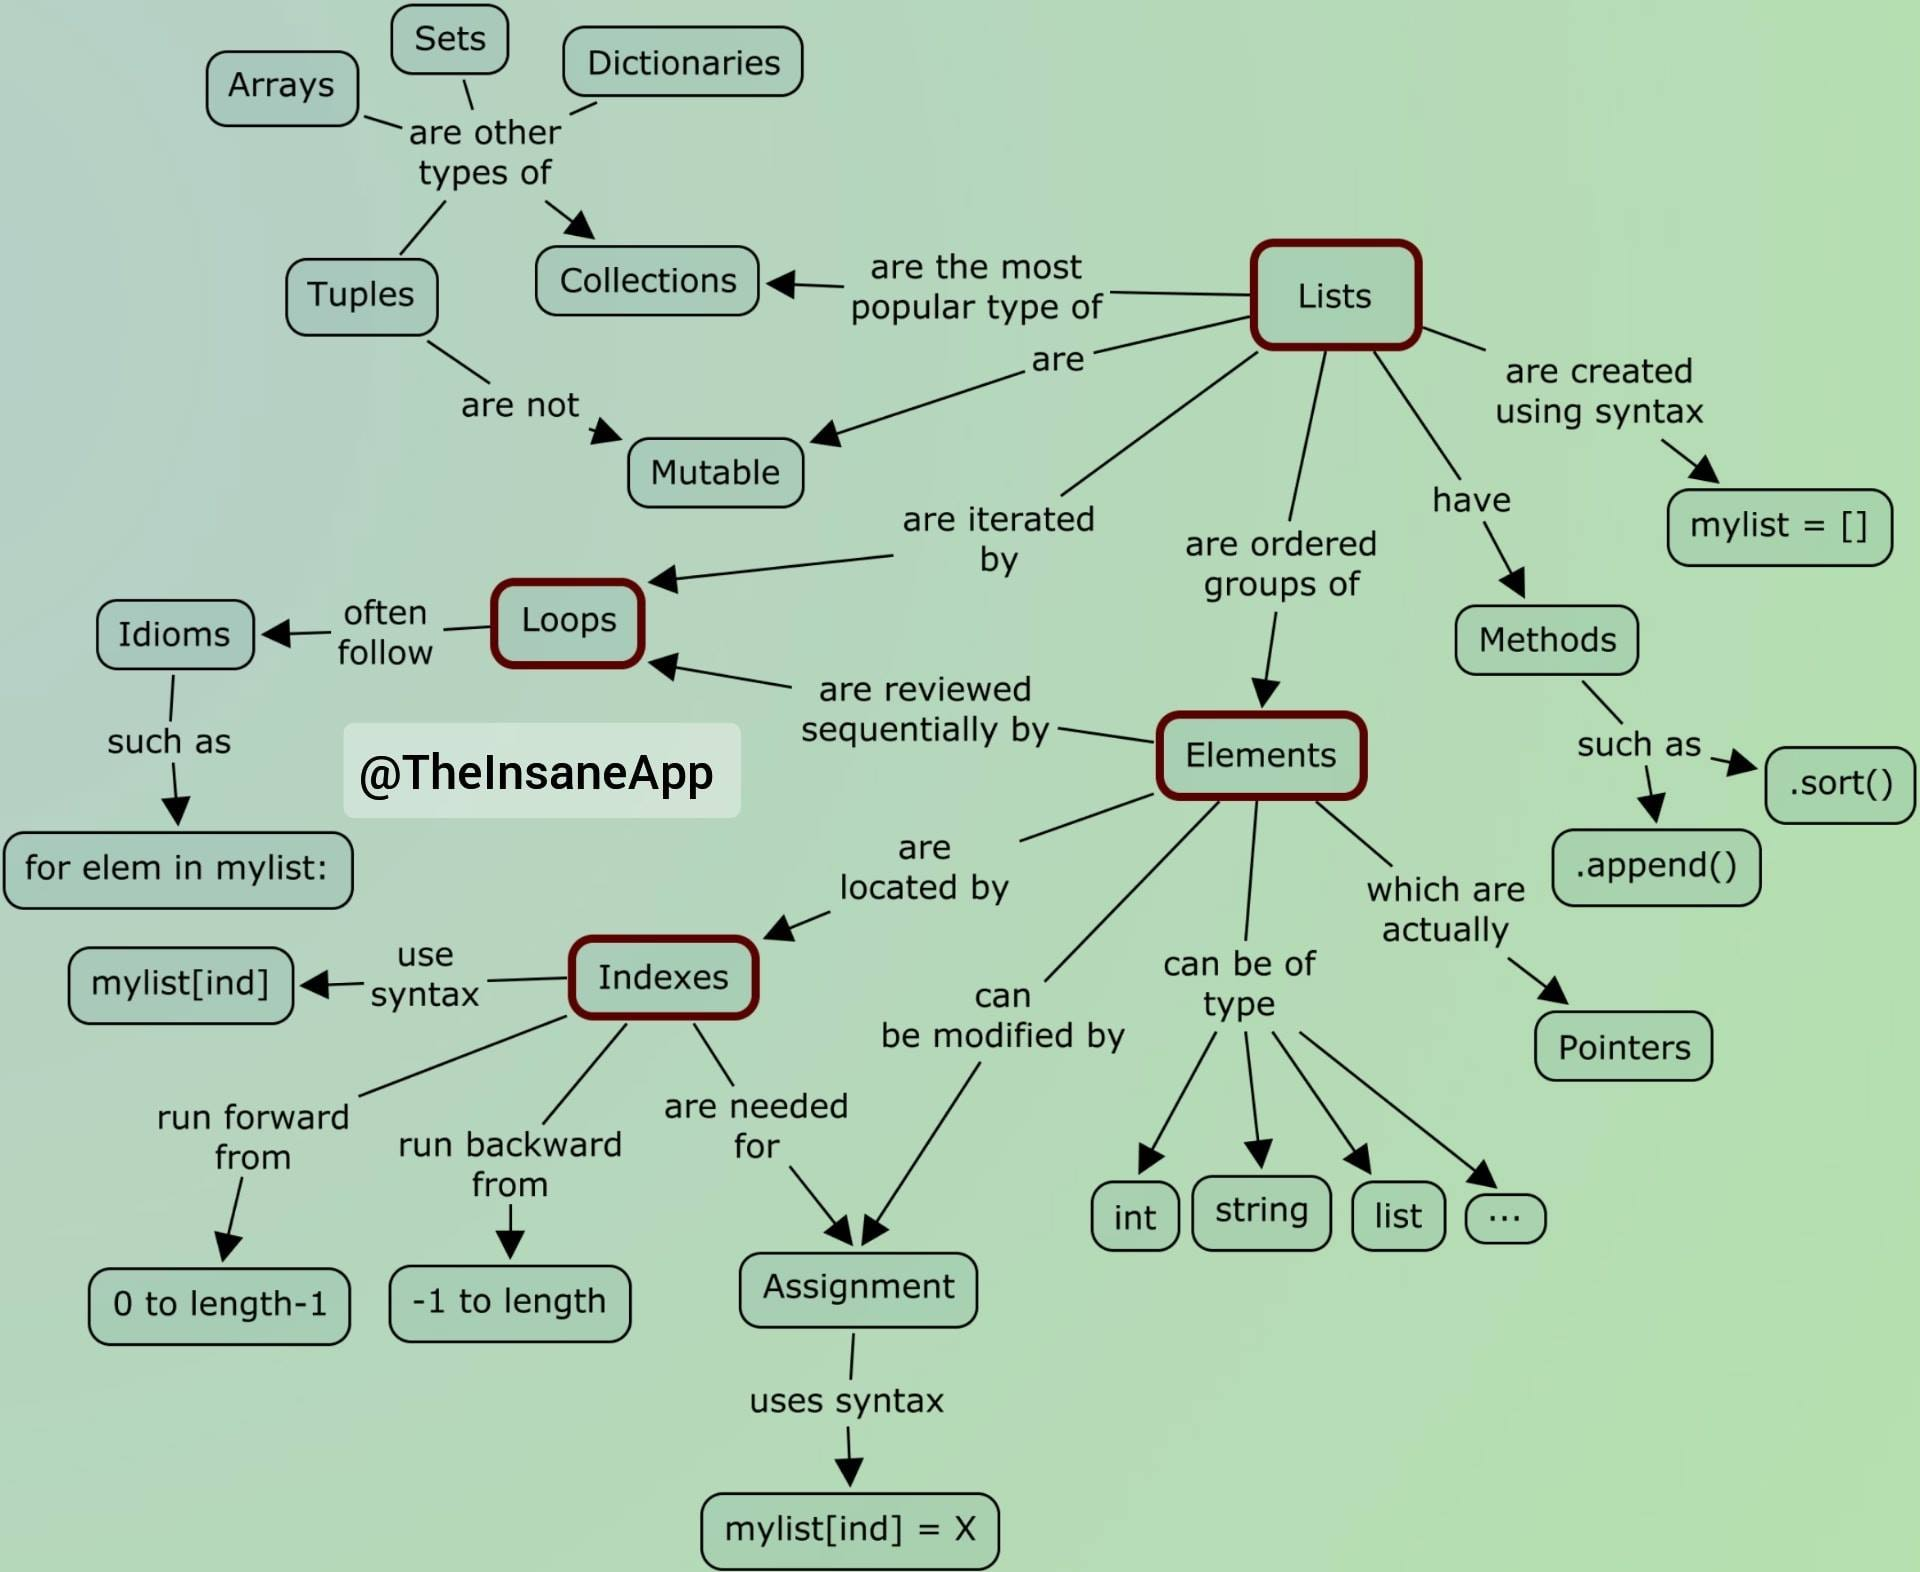 Sets
Arrays
Dictionaries
are other
types of
Tuples
Collections
are the most
popular type of
Lists
are
are not
Mutable
are created
using syntax
mylist = []
are iterated
by
are ordered
groups of
have
Methods
Idioms
often
follow
Loops
are reviewed
sequentially by
Elements
such as
such as
.sort()
.append()
@TheInsaneApp
for elem in mylist:
are
located by
which are
actually
Pointers
mylist[ind]
use
syntax
Indexes
can
be modified by
can be of
type
run forward
from
run backward
from
are needed
for
int
string
list
...
0 to length-1
-1 to length
Assignment
uses syntax
mylist[ind] = X